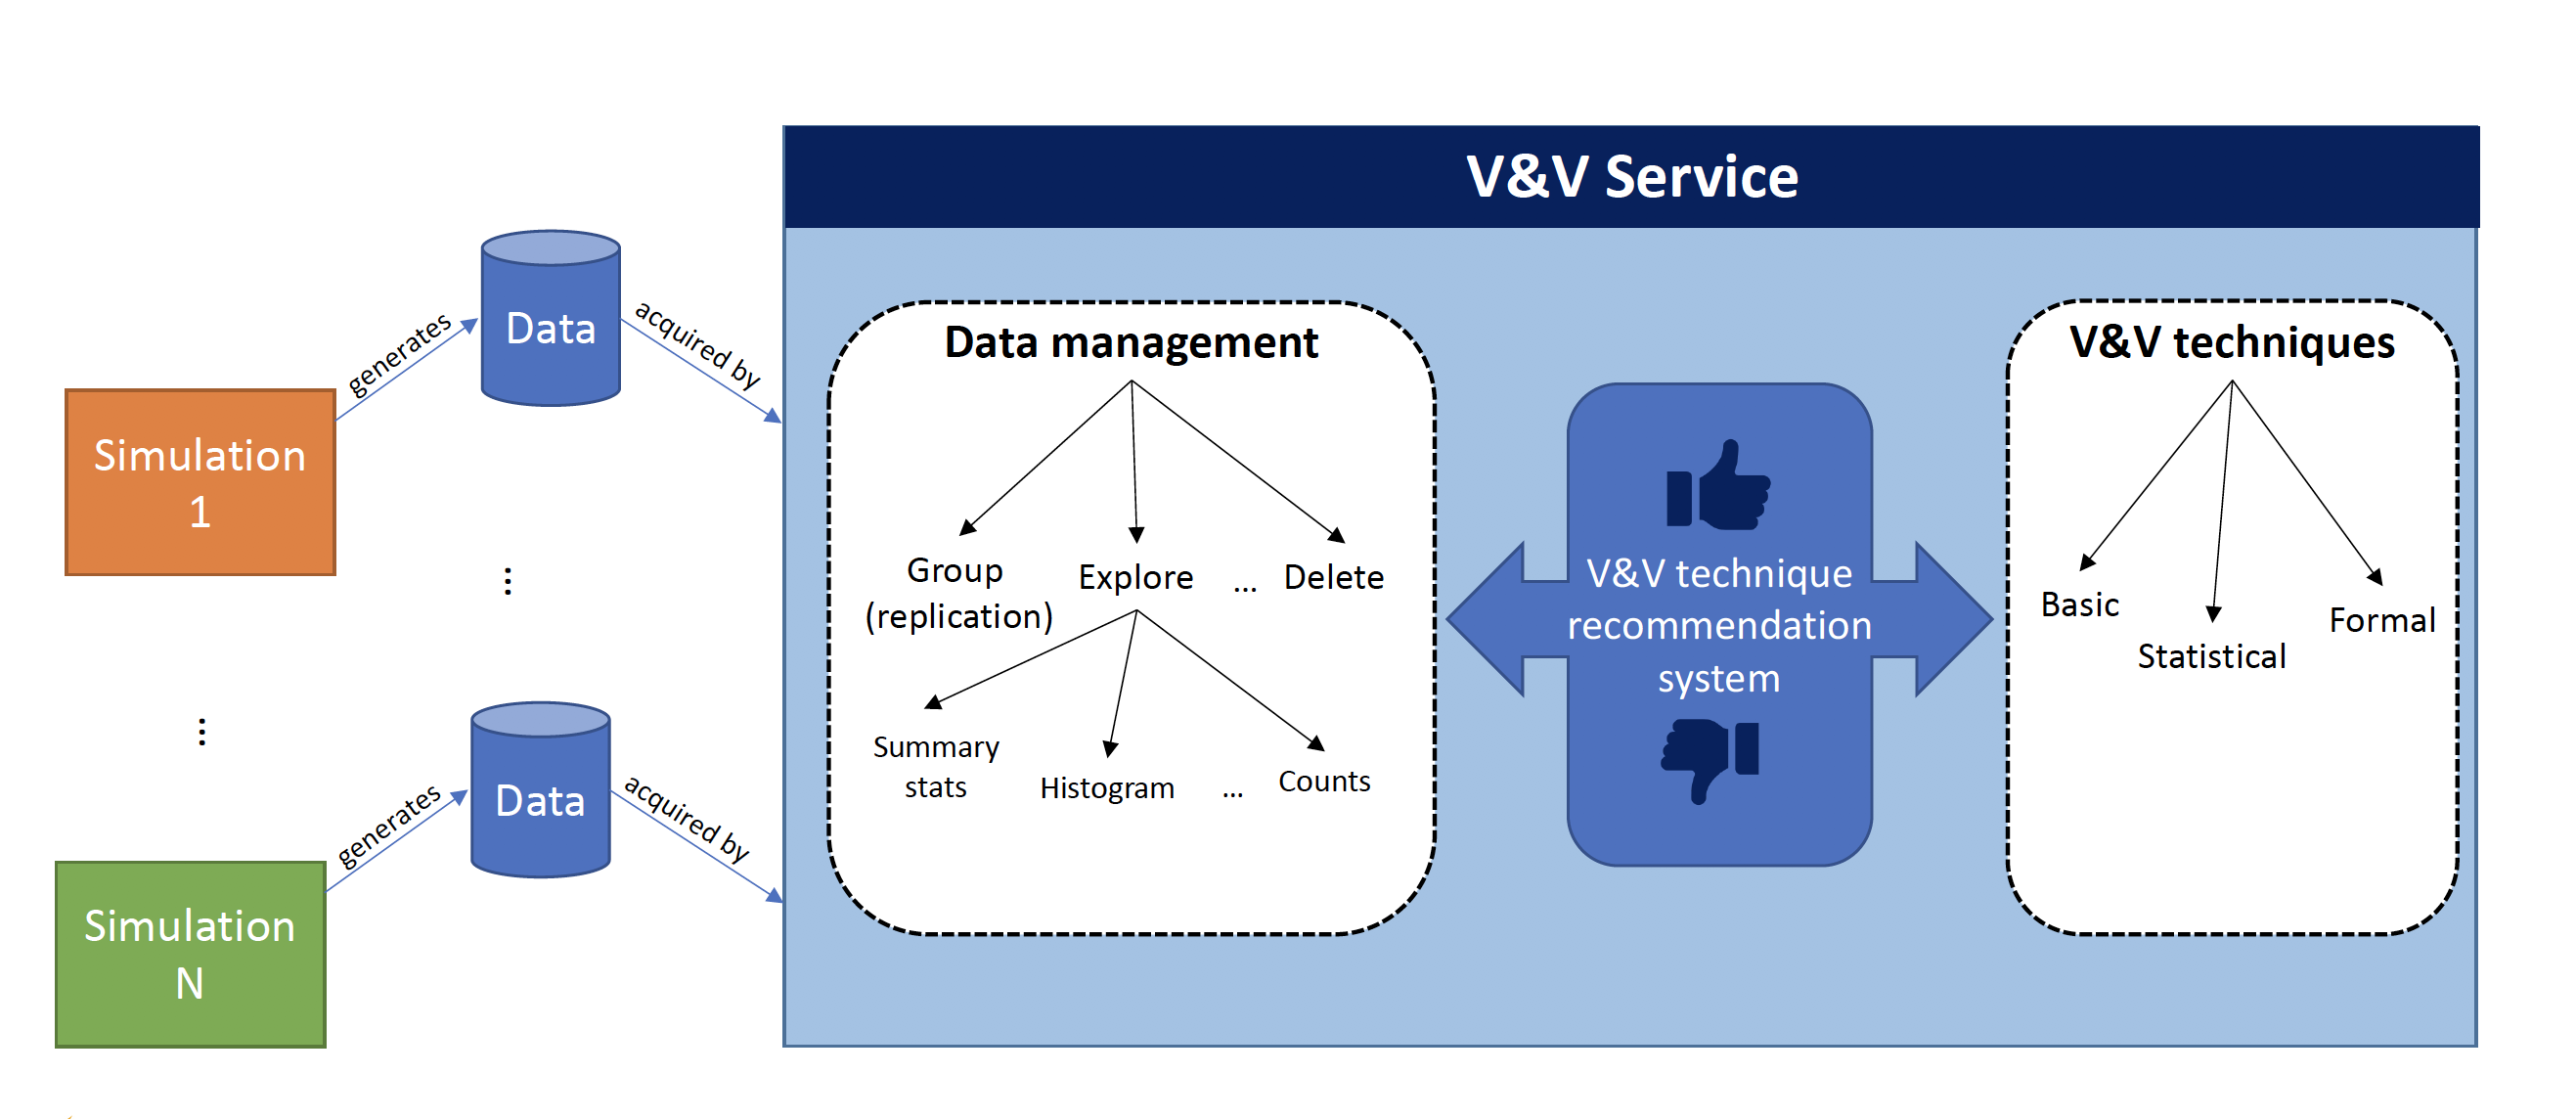 V&V Service
Data
generates
acquired by
Simulation
1
...
...
Data
generates
acquired by
Simulation
N
Data management
Group
(replication)
Explore
...
Delete
Summary
stats
Histogram
...
Counts
V&V technique
recommendation
system
V&V techniques
Basic
Statistical
Formal